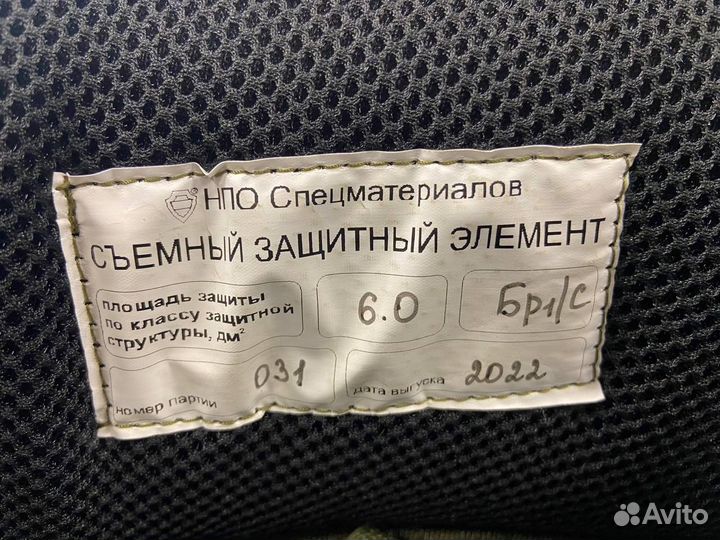 НПО Спецматериалов
СЪЕМНЫЙ ЗАЩИТНЫЙ ЭЛЕМЕНТ
площадь защиты
по классу защитной
структуры, дм²
6.0
Бр1/С
номер партии 031
дата выпуска 2022
Avito